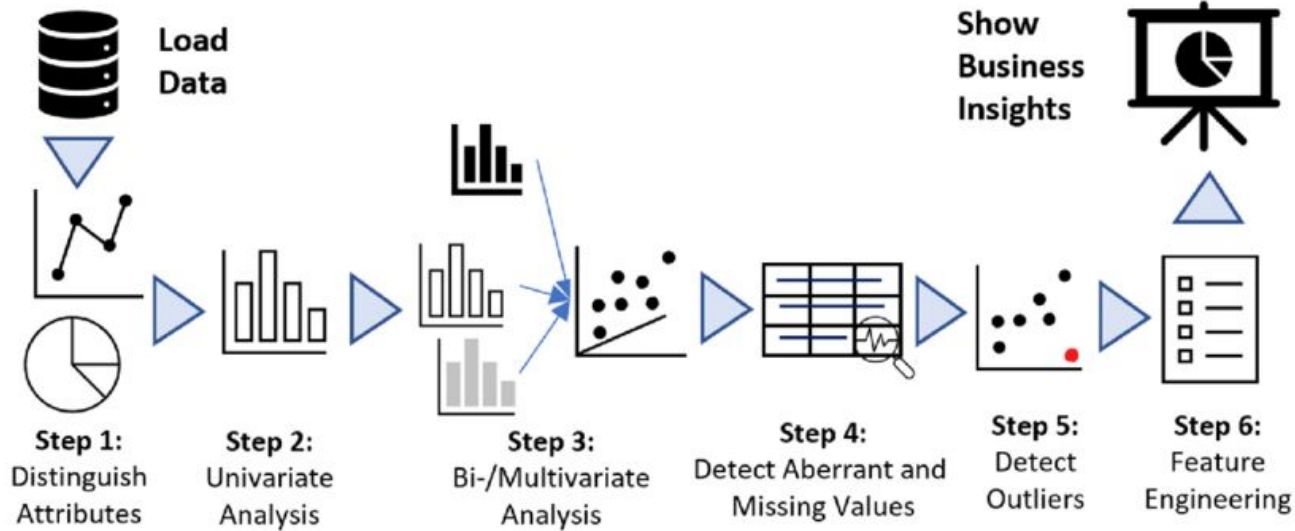 Load
Data
Show
Business
Insights
Step 1:
Distinguish
Attributes
Step 2:
Univariate
Analysis
Step 3:
Bi-/Multivariate
Analysis
Step 4:
Detect Aberrant and
Missing Values
Step 5:
Detect
Outliers
Step 6:
Feature
Engineering